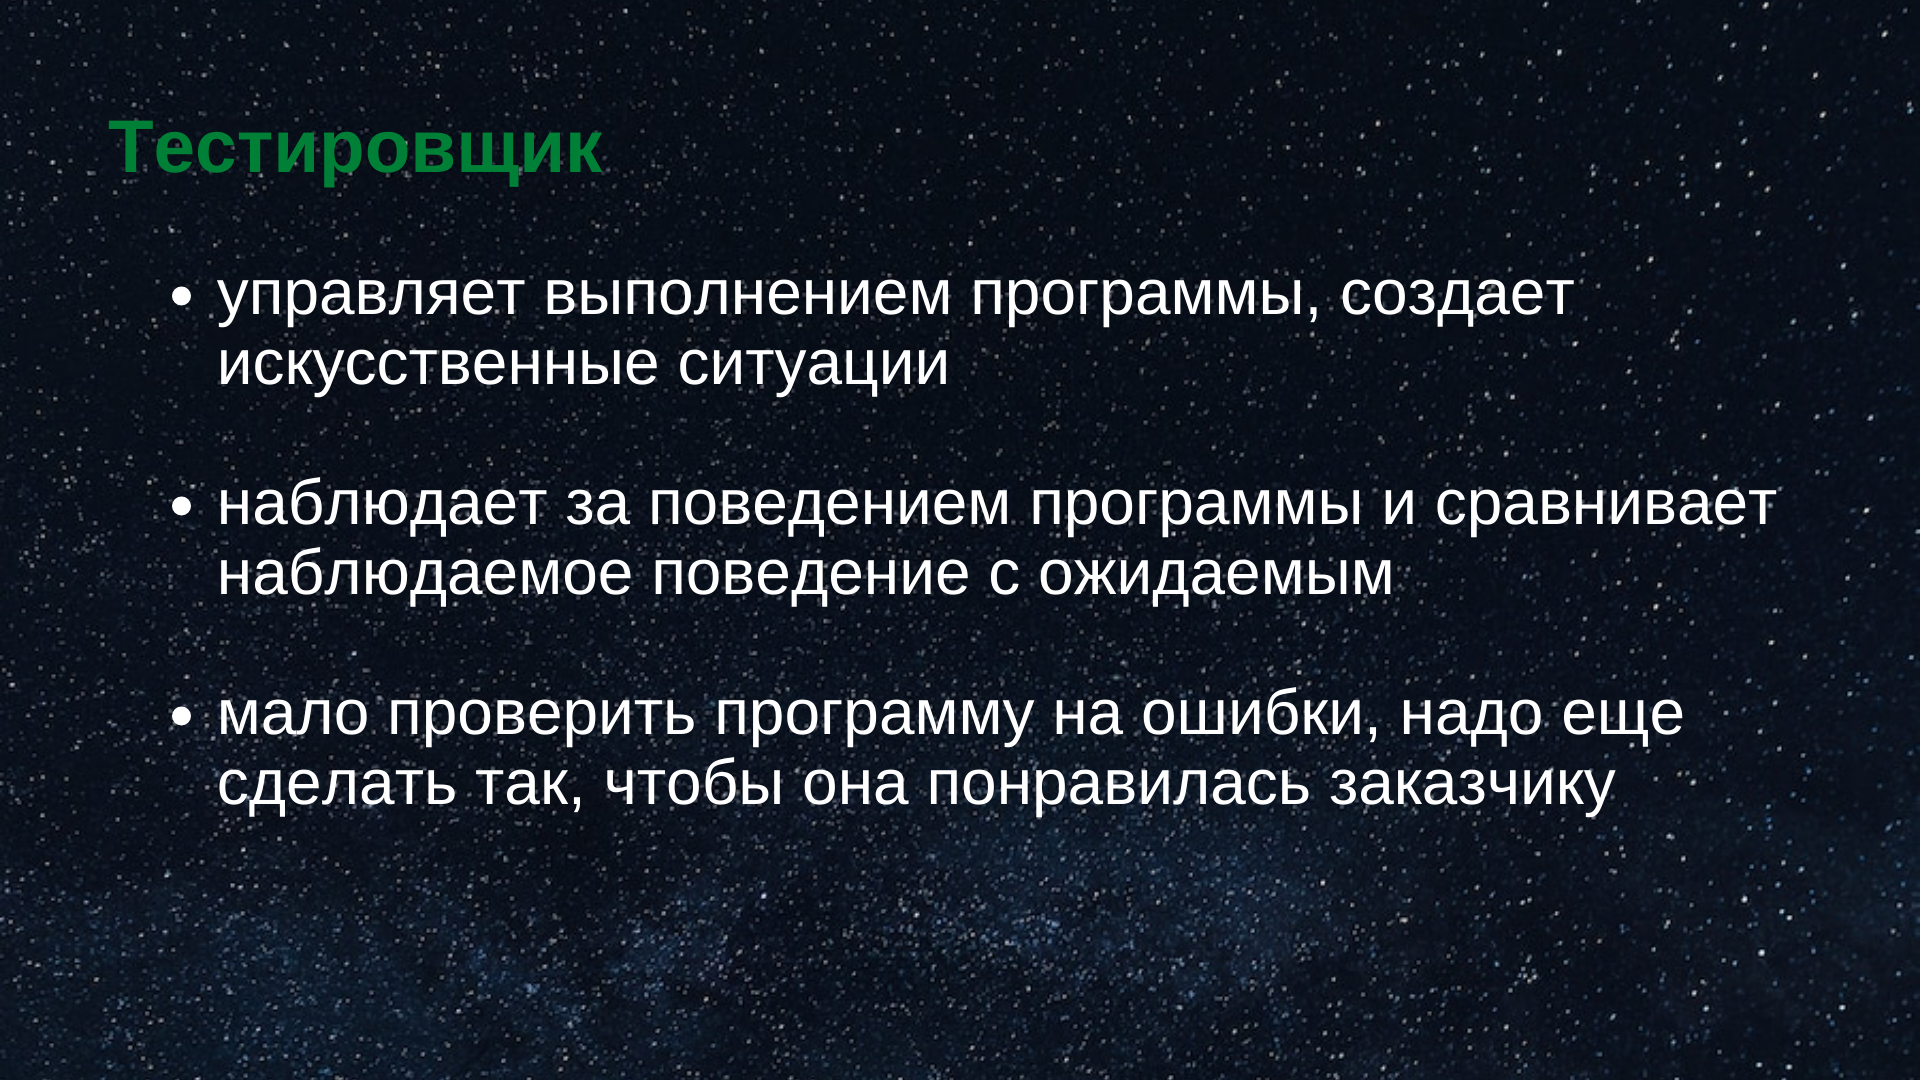 Тестировщик
• управляет выполнением программы, создает
искусственные ситуации
• наблюдает за поведением программы и сравнивает
наблюдаемое поведение с ожидаемым
• мало проверить программу на ошибки, надо еще
сделать так, чтобы она понравилась заказчику